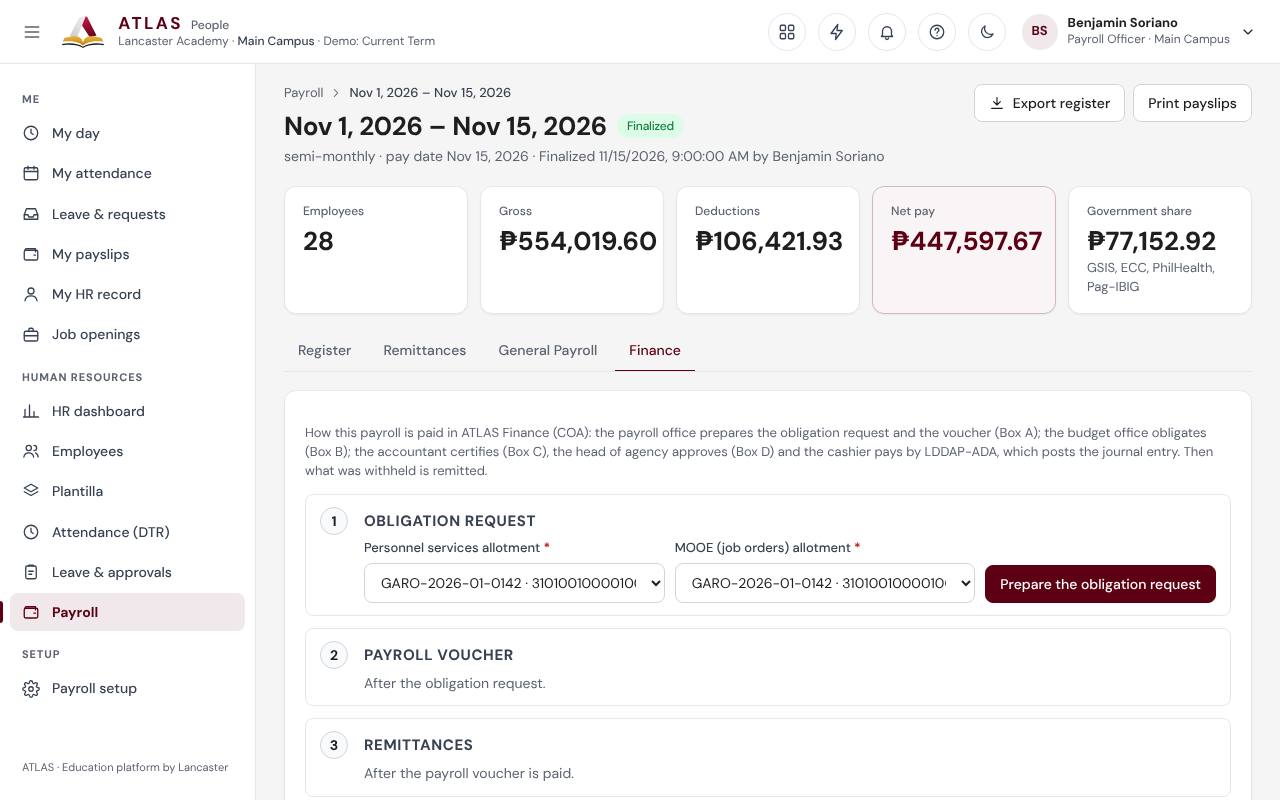 ATLAS People
Lancaster Academy · Main Campus · Demo: Current Term
BS
Benjamin Soriano
Payroll Officer · Main Campus
ME
My day
My attendance
Leave & requests
My payslips
My HR record
Job openings
HUMAN RESOURCES
HR dashboard
Employees
Plantilla
Attendance (DTR)
Leave & approvals
Payroll
SETUP
Payroll setup
ATLAS · Education platform by Lancaster
Payroll > Nov 1, 2026 – Nov 15, 2026
Nov 1, 2026 – Nov 15, 2026 Finalized
semi-monthly · pay date Nov 15, 2026 · Finalized 11/15/2026, 9:00:00 AM by Benjamin Soriano
Export register
Print payslips
Employees
28
Gross
₱554,019.60
Deductions
₱106,421.93
Net pay
₱447,597.67
Government share
₱77,152.92
GSIS, ECC, PhilHealth,
Pag-IBIG
Register Remittances General Payroll Finance
How this payroll is paid in ATLAS Finance (COA): the payroll office prepares the obligation request and the voucher (Box A); the budget office obligates
(Box B); the accountant certifies (Box C), the head of agency approves (Box D) and the cashier pays by LDDAP-ADA, which posts the journal entry. Then
what was withheld is remitted.
1 OBLIGATION REQUEST
Personnel services allotment *
GARO-2026-01-0142 · 3101001000010
MOOE (job orders) allotment *
GARO-2026-01-0142 · 3101001000010
Prepare the obligation request
2 PAYROLL VOUCHER
After the obligation request.
3 REMITTANCES
After the payroll voucher is paid.